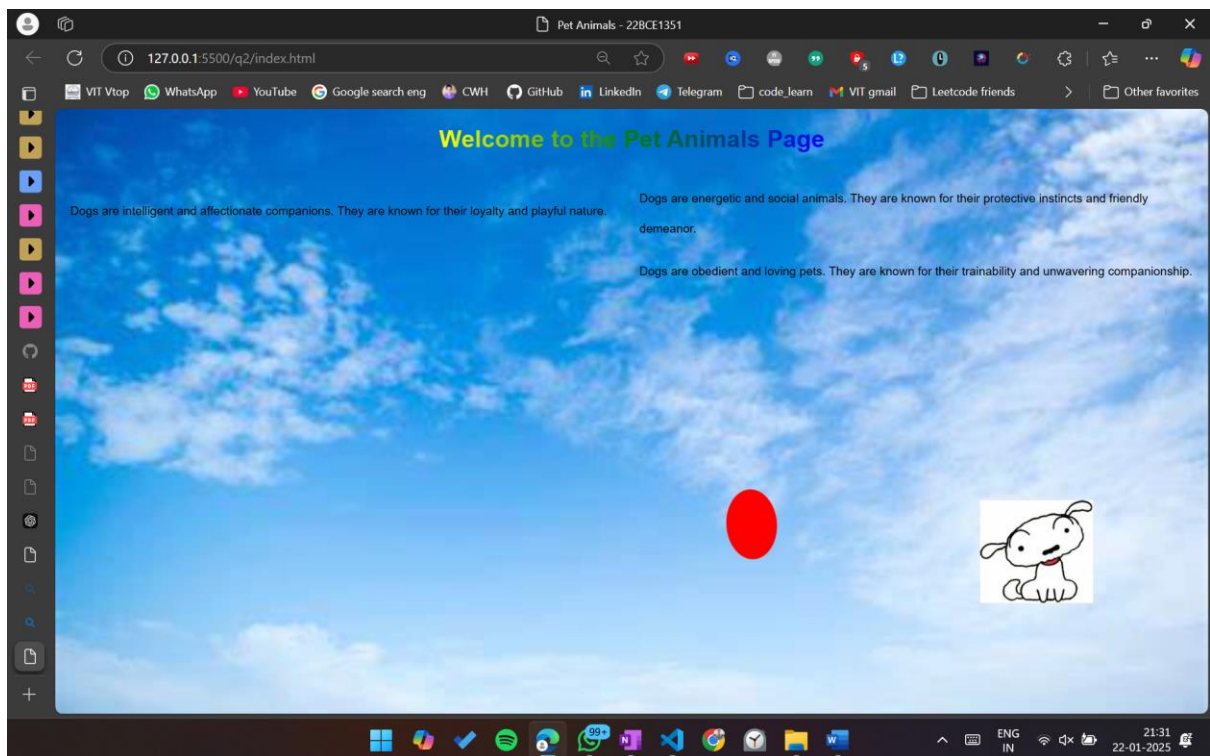 Pet Animals - 22BCE1351
127.0.0.1:5500/q2/index.html
VIT Vtop WhatsApp YouTube Google search eng CWH GitHub LinkedIn Telegram code_learn VIT gmail Leetcode friends Other favorites
Welcome to the Pet Animals Page
Dogs are intelligent and affectionate companions. They are known for their loyalty and playful nature.
Dogs are energetic and social animals. They are known for their protective instincts and friendly
demeanor.
Dogs are obedient and loving pets. They are known for their trainability and unwavering companionship.
99+
ENG
IN
21:31
22-01-2025